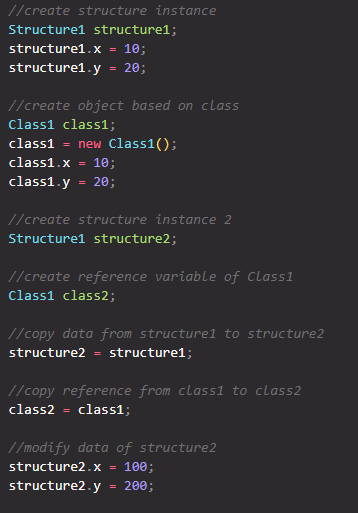 //create structure instance
Structure1 structure1;
structure1.x = 10;
structure1.y = 20;
//create object based on class
Class1 class1;
class1 = new Class1();
class1.x = 10;
class1.y = 20;
//create structure instance 2
Structure1 structure2;
//create reference variable of Class1
Class1 class2;
//copy data from structure1 to structure2
structure2 = structure1;
//copy reference from class1 to class2
class2 = class1;
//modify data of structure2
structure2.x = 100;
structure2.y = 200;